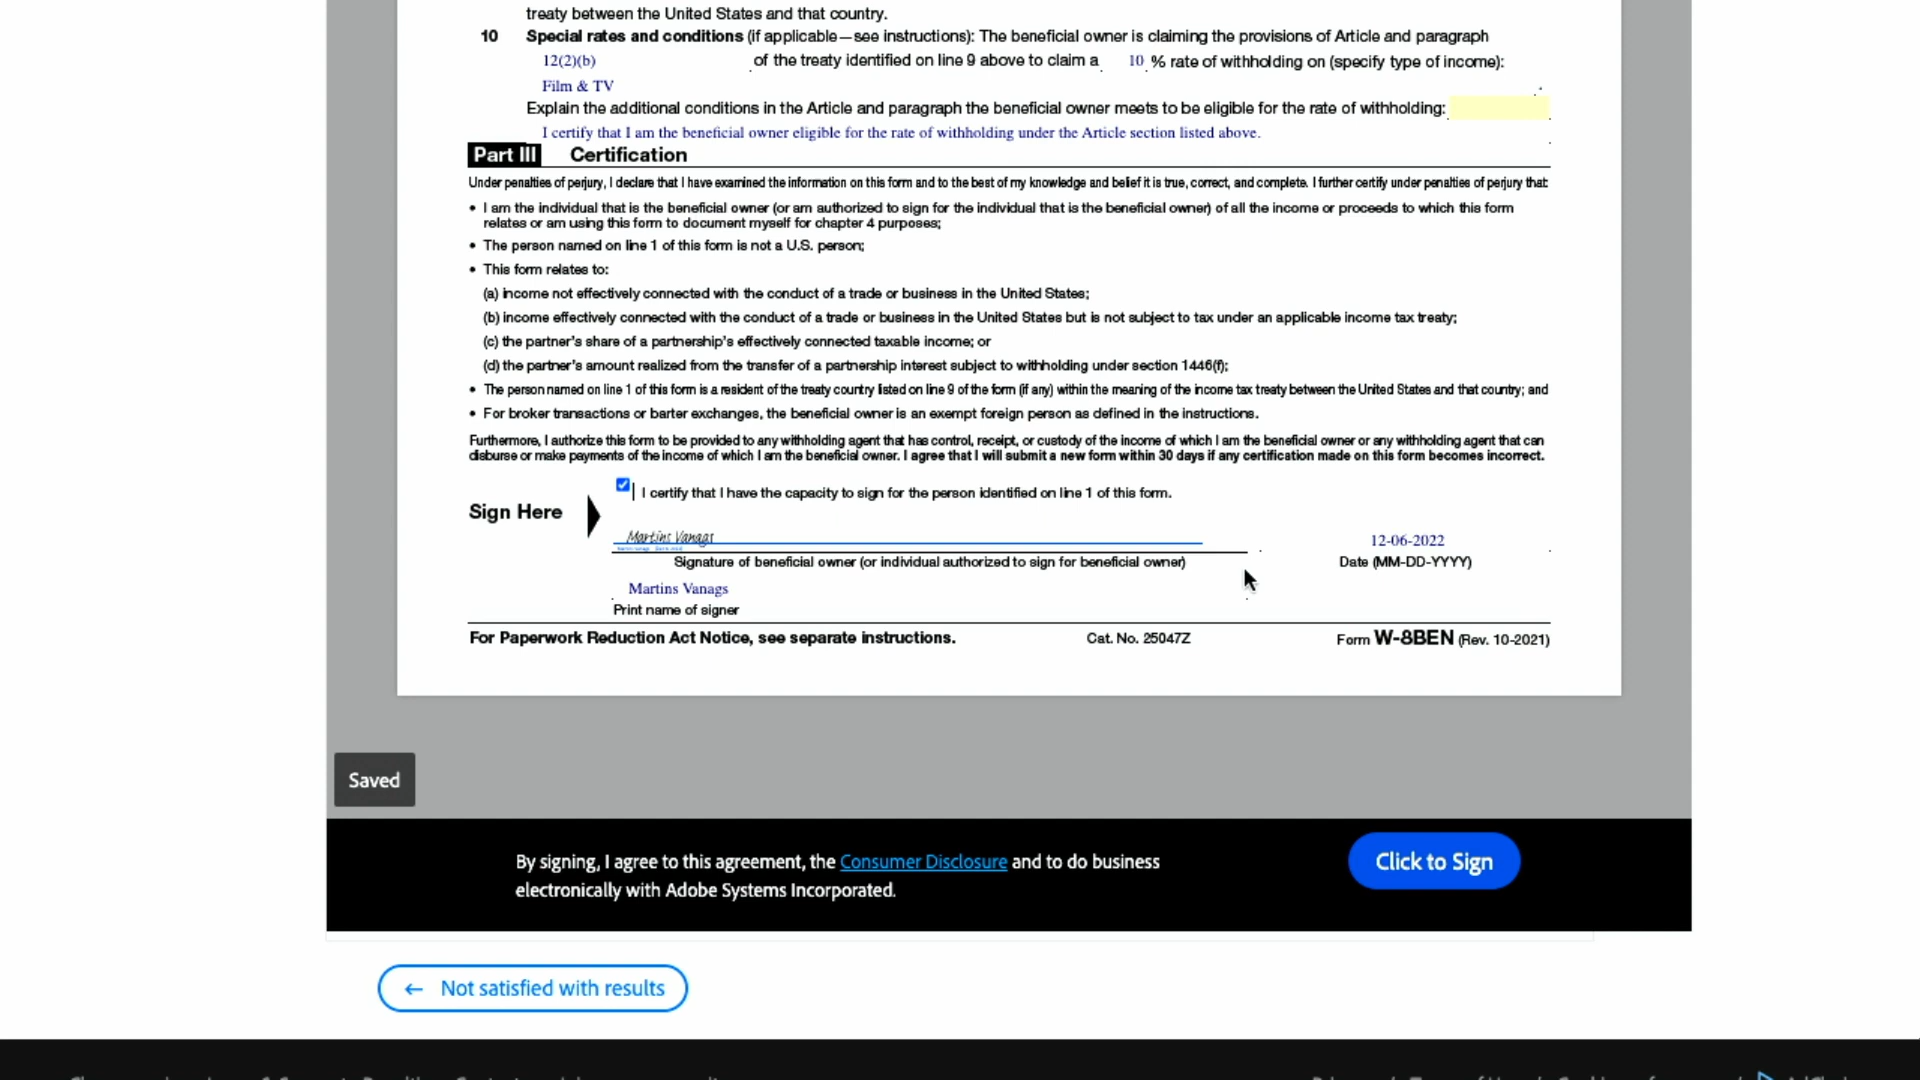 treaty between the United States and that country.
10 Special rates and conditions (if applicable—see instructions): The beneficial owner is claiming the provisions of Article and paragraph
12(2)(b) of the treaty identified on line 9 above to claim a 10 % rate of withholding on (specify type of income):
Film & TV
Explain the additional conditions in the Article and paragraph the beneficial owner meets to be eligible for the rate of withholding:
I certify that I am the beneficial owner eligible for the rate of withholding under the Article section listed above.
Part III Certification
Under penalties of perjury, I declare that I have examined the information on this form and to the best of my knowledge and belief it is true, correct, and complete. I further certify under penalties of perjury that:
• I am the individual that is the beneficial owner (or am authorized to sign for the individual that is the beneficial owner) of all the income or proceeds to which this form
relates or am using this form to document myself for chapter 4 purposes;
• The person named on line 1 of this form is not a U.S. person;
• This form relates to:
(a) income not effectively connected with the conduct of a trade or business in the United States;
(b) income effectively connected with the conduct of a trade or business in the United States but is not subject to tax under an applicable income tax treaty;
(c) the partner's share of a partnership's effectively connected taxable income; or
(d) the partner's amount realized from the transfer of a partnership interest subject to withholding under section 1446(f);
• The person named on line 1 of this form is a resident of the treaty country listed on line 9 of the form (if any) within the meaning of the income tax treaty between the United States and that country; and
• For broker transactions or barter exchanges, the beneficial owner is an exempt foreign person as defined in the instructions.
Furthermore, I authorize this form to be provided to any withholding agent that has control, receipt, or custody of the income of which I am the beneficial owner or any withholding agent that can
disburse or make payments of the income of which I am the beneficial owner. I agree that I will submit a new form within 30 days if any certification made on this form becomes incorrect.
I certify that I have the capacity to sign for the person identified on line 1 of this form.
Sign Here
Martins Vanags 12-06-2022
Signature of beneficial owner (or individual authorized to sign for beneficial owner) Date (MM-DD-YYYY)
Martins Vanags
Print name of signer
For Paperwork Reduction Act Notice, see separate instructions. Cat. No. 25047Z Form W-8BEN (Rev. 10-2021)
Saved
By signing, I agree to this agreement, the Consumer Disclosure and to do business
electronically with Adobe Systems Incorporated.
Click to Sign
← Not satisfied with results